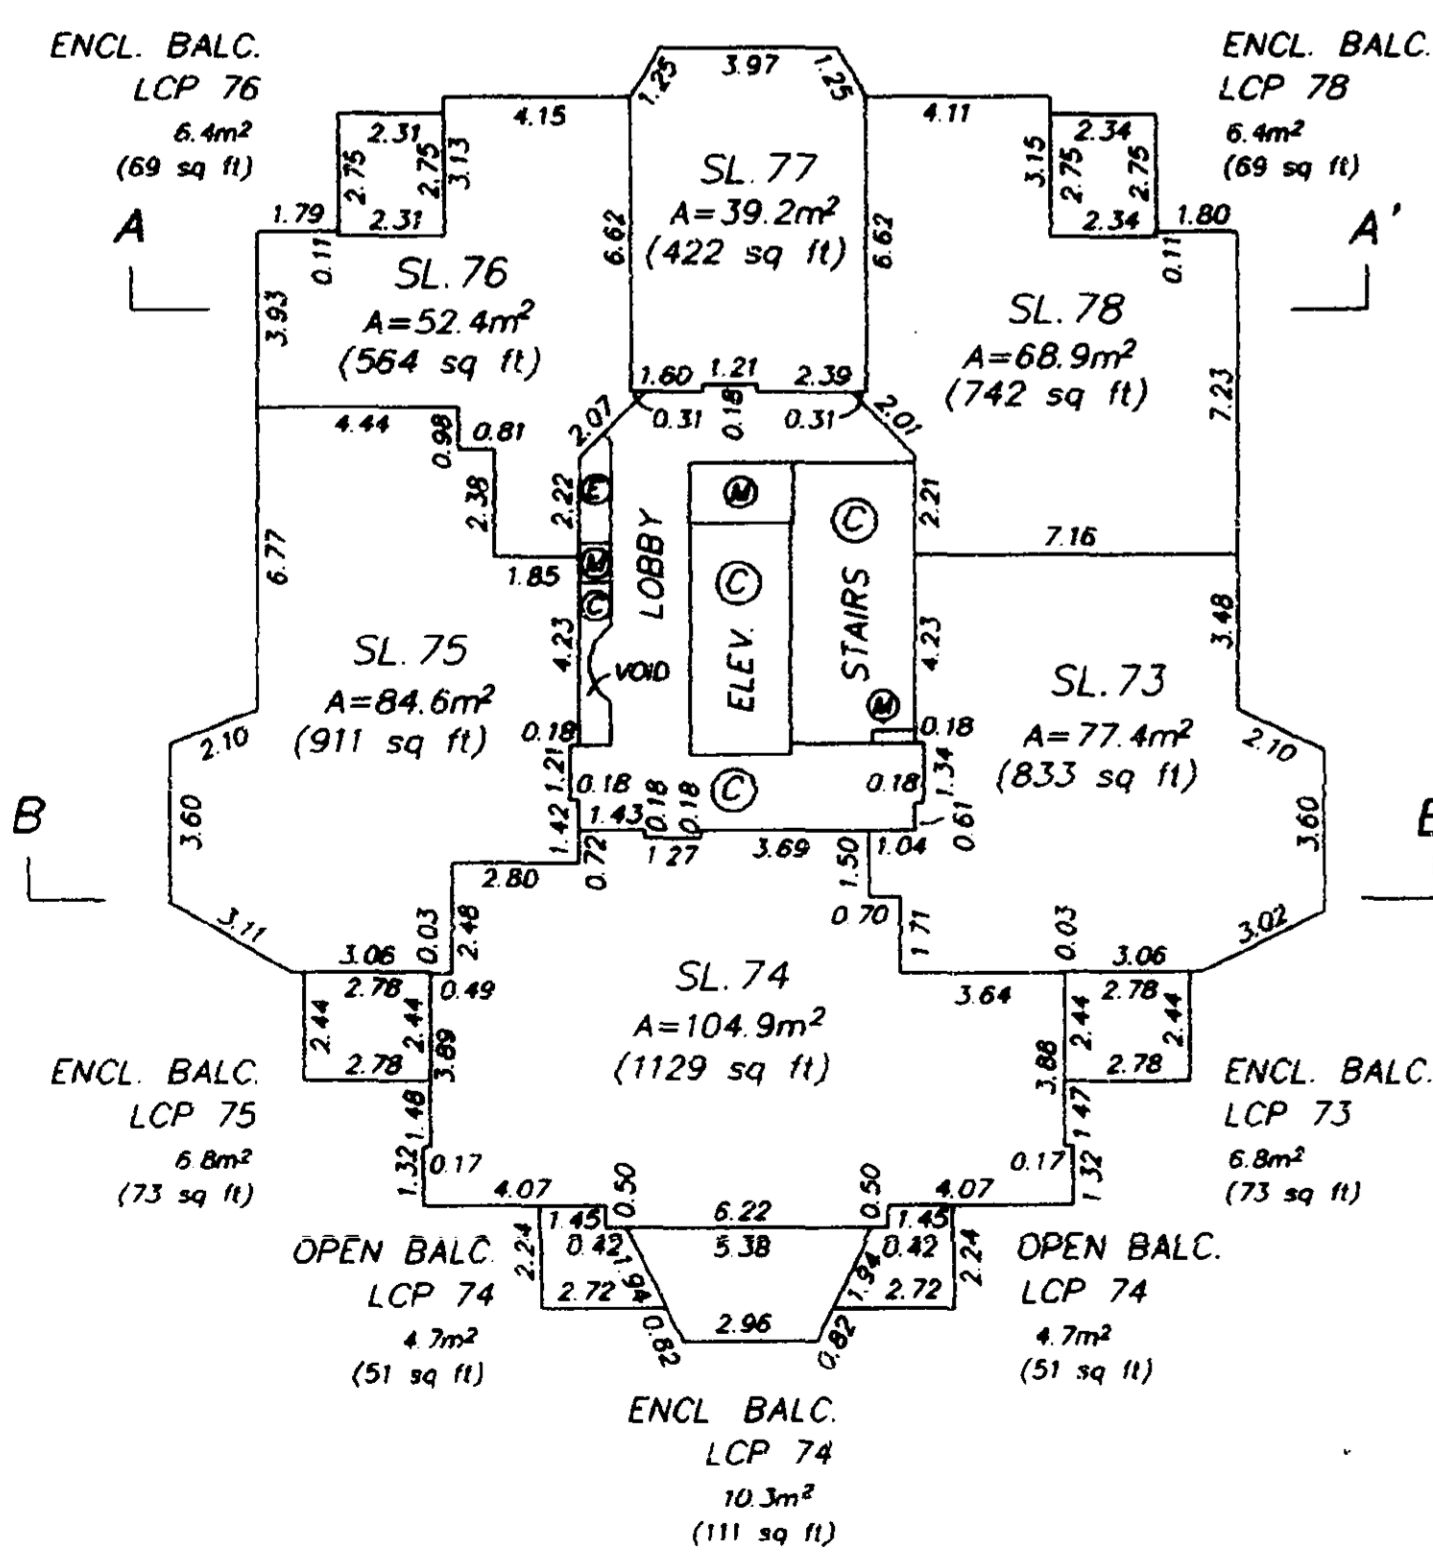 ENCL. BALC.
LCP 76
6.4m²
(69 sq ft)
ENCL. BALC.
LCP 78
6.4m²
(69 sq ft)
1.25
3.97
1.25
4.15
4.11
2.31
2.75
2.75
3.13
2.31
2.34
3.15
2.75
2.75
2.34
SL. 77
A=39.2m²
(422 sq ft)
6.62
6.62
A
1.79
0.11
1.80
0.11
A'
SL. 76
A=52.4m²
(564 sq ft)
3.93
SL. 78
A=68.9m²
(742 sq ft)
7.23
1.60
1.21
2.39
0.31
0.18
0.31
2.07
2.01
4.44
0.98
0.81
2.38
2.22
2.21
E
M
C
LOBBY
M
C
ELEV.
C
STAIRS
M
VOID
7.16
1.85
6.77
4.23
4.23
3.48
SL. 75
A=84.6m²
(911 sq ft)
SL. 73
A=77.4m²
(833 sq ft)
2.10
2.10
0.18
0.18
1.21
0.18
0.18
1.34
C
B
3.60
1.42
1.43
0.18
0.18
0.61
3.60
0.72
1.27
3.69
1.50
1.04
2.80
0.70
3.11
0.03
2.48
1.71
0.03
3.02
3.06
2.78
0.49
SL. 74
A=104.9m²
(1129 sq ft)
3.64
3.06
2.78
2.44
2.44
3.89
2.78
3.88
2.44
2.44
2.78
ENCL. BALC.
LCP 75
6.8m²
(73 sq ft)
ENCL. BALC.
LCP 73
6.8m²
(73 sq ft)
1.48
1.32
0.17
1.47
0.17
1.32
4.07
0.50
6.22
0.50
4.07
1.45
0.42
5.38
1.45
0.42
2.24
1.94
2.72
1.94
2.72
2.24
OPEN BALC.
LCP 74
4.7m²
(51 sq ft)
OPEN BALC.
LCP 74
4.7m²
(51 sq ft)
0.82
2.96
0.82
ENCL BALC.
LCP 74
10.3m²
(111 sq ft)